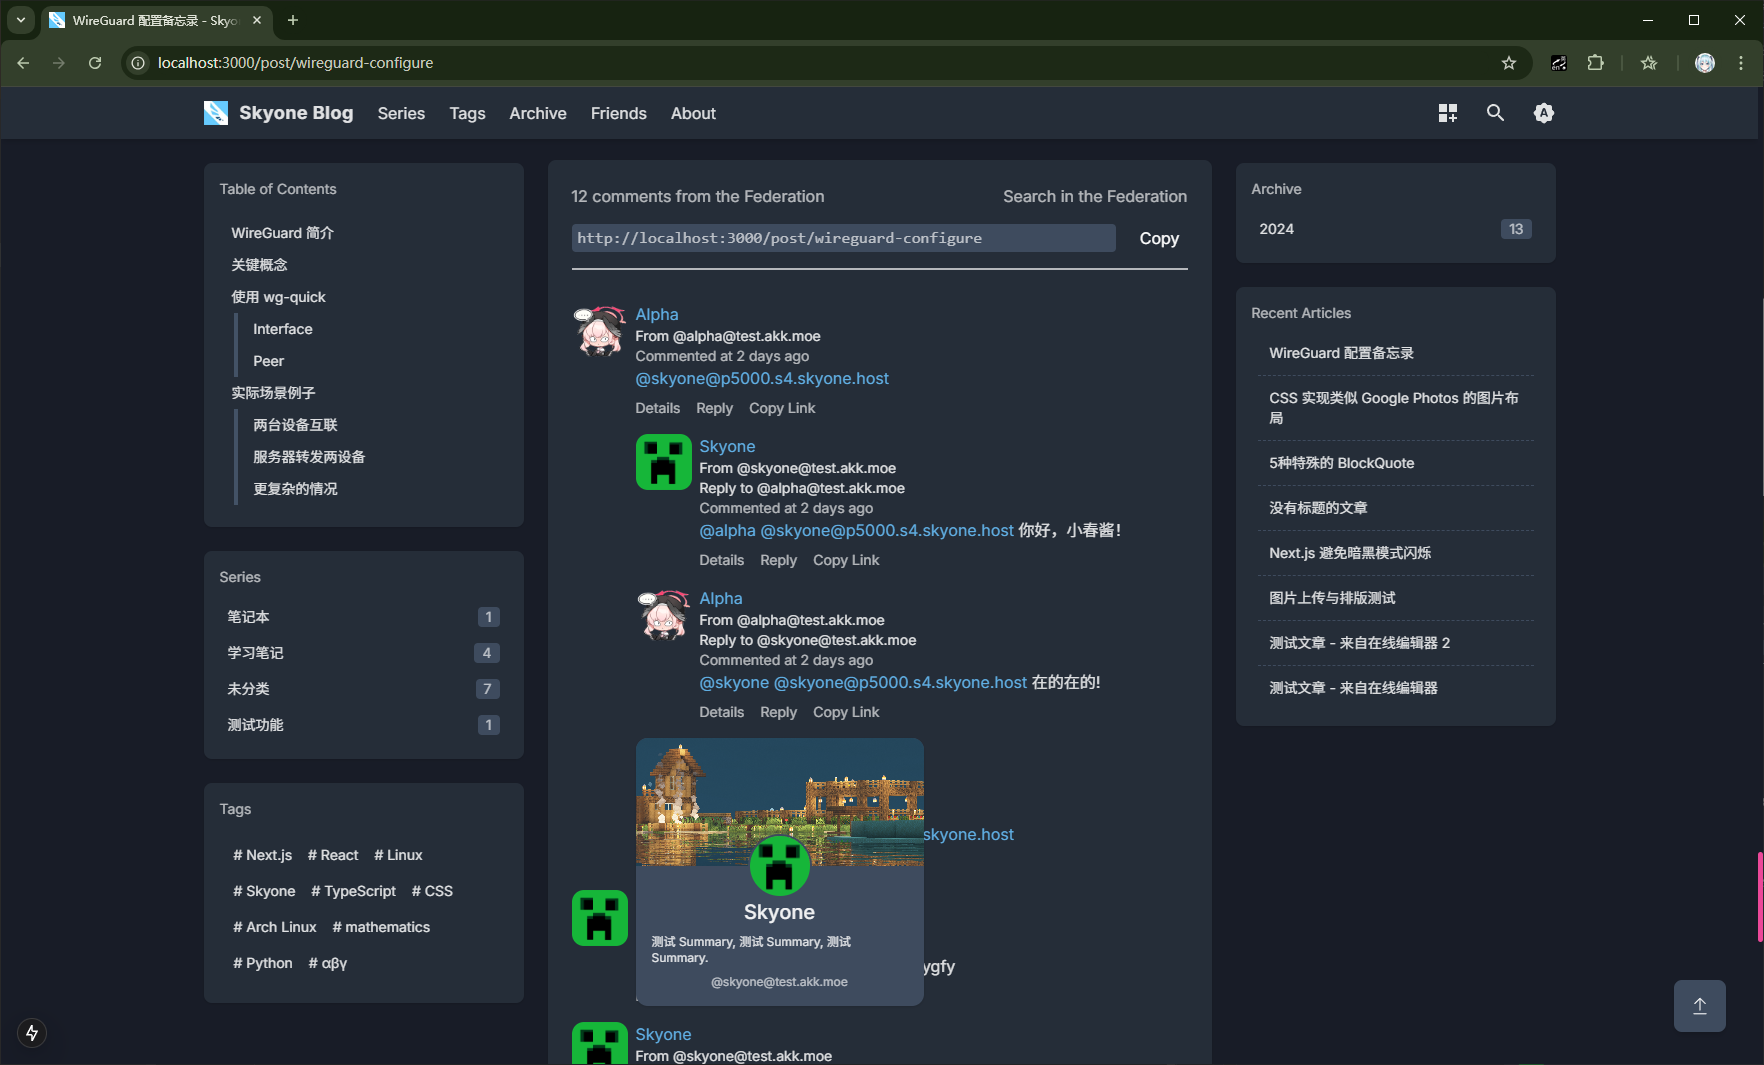 WireGuard 配置备忘录 - Skyo
localhost:3000/post/wireguard-configure
Skyone Blog
Series
Tags
Archive
Friends
About
Table of Contents
WireGuard 简介
关键概念
使用 wg-quick
Interface
Peer
实际场景例子
两台设备互联
服务器转发两设备
更复杂的情况
Series
笔记本 1
学习笔记 4
未分类 7
测试功能 1
Tags
# Next.js # React # Linux
# Skyone # TypeScript # CSS
# Arch Linux # mathematics
# Python # αβγ
12 comments from the Federation
Search in the Federation
http://localhost:3000/post/wireguard-configure
Copy
Alpha
From @alpha@test.akk.moe
Commented at 2 days ago
@skyone@p5000.s4.skyone.host
Details Reply Copy Link
Skyone
From @skyone@test.akk.moe
Reply to @alpha@test.akk.moe
Commented at 2 days ago
@alpha @skyone@p5000.s4.skyone.host 你好，小春酱！
Details Reply Copy Link
Alpha
From @alpha@test.akk.moe
Reply to @skyone@test.akk.moe
Commented at 2 days ago
@skyone @skyone@p5000.s4.skyone.host 在的在的!
Details Reply Copy Link
skyone.host
Skyone
测试 Summary, 测试 Summary, 测试
Summary.
@skyone@test.akk.moe
ygfy
Skyone
From @skyone@test.akk.moe
Archive
2024 13
Recent Articles
WireGuard 配置备忘录
CSS 实现类似 Google Photos 的图片布
局
5种特殊的 BlockQuote
没有标题的文章
Next.js 避免暗黑模式闪烁
图片上传与排版测试
测试文章 - 来自在线编辑器 2
测试文章 - 来自在线编辑器